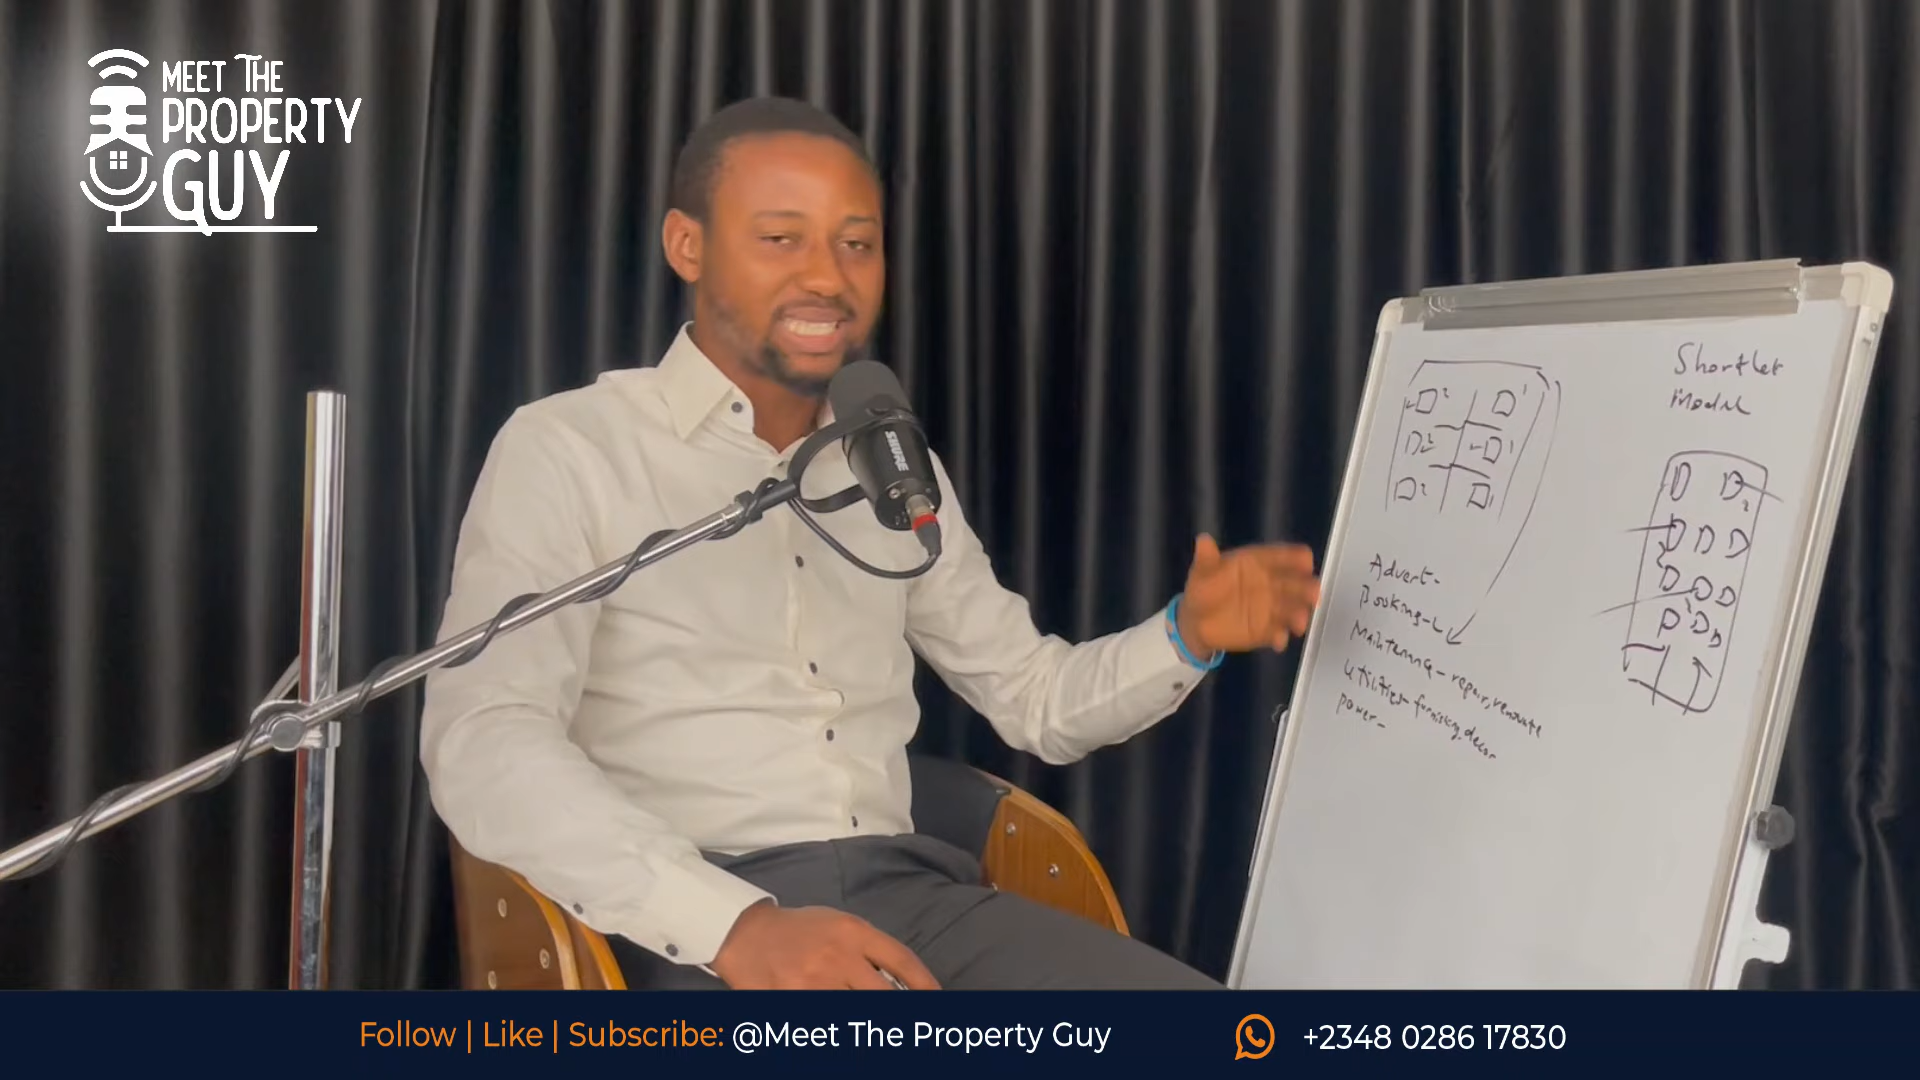 MEET THE
PROPERTY
GUY
SHURE
Shortlet
Model
Advert-
Booking-
Maintenance - repair, renovate
Utilities- furnishing, decor
power-
Follow | Like | Subscribe: @Meet The Property Guy
+2348 0286 17830